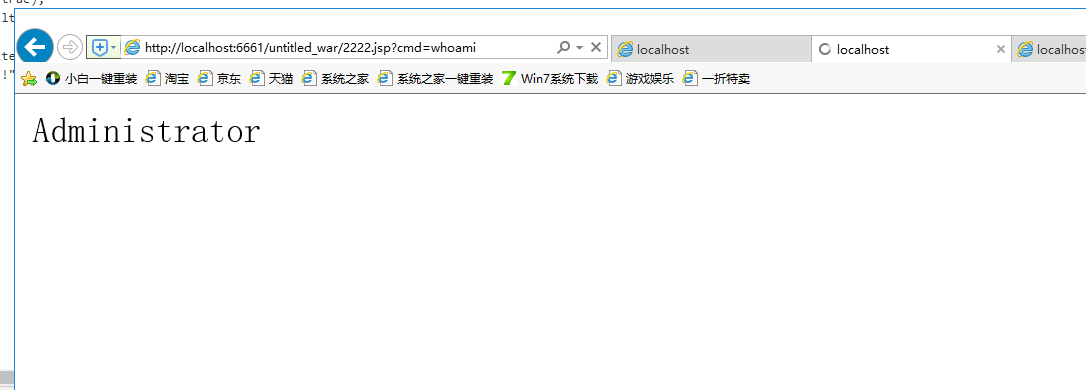 true);
ilt
http://localhost:6661/untitled_war/2222.jsp?cmd=whoami
localhost
localhost
localhost
ite
!"
小白一键重装 淘宝 京东 天猫 系统之家 系统之家一键重装 Win7系统下载 游戏娱乐 一折特卖
Administrator